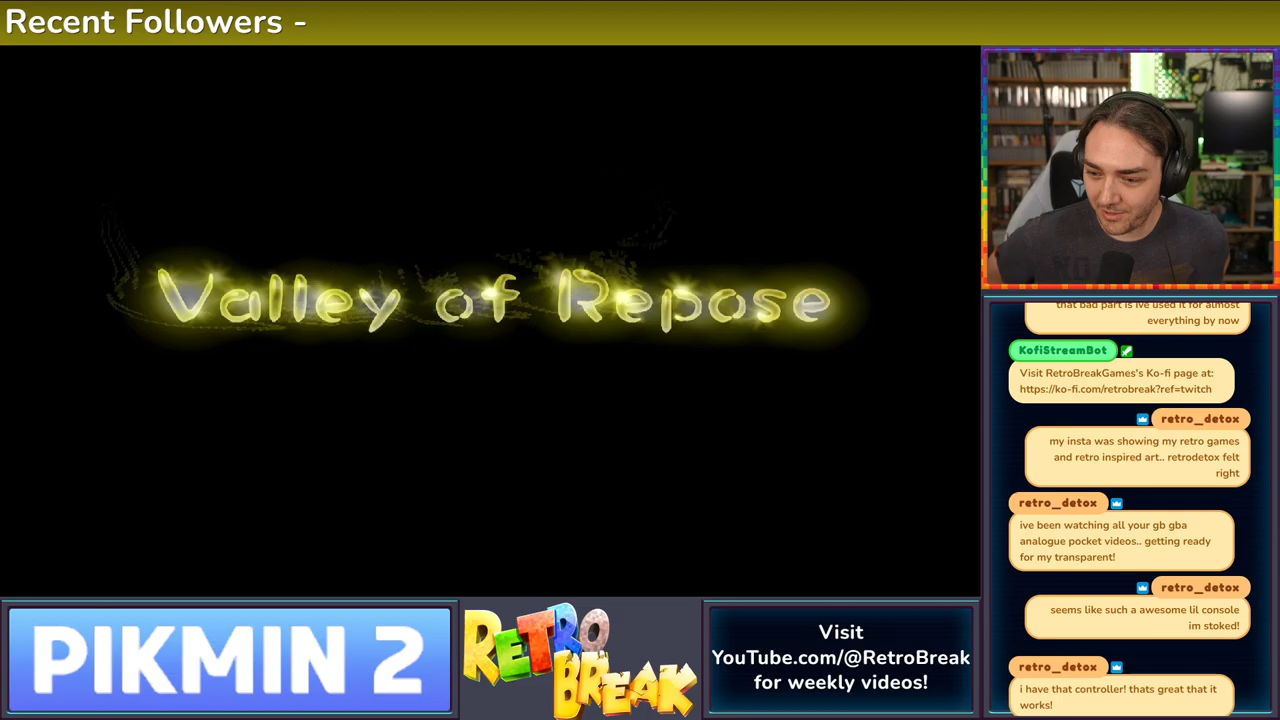 Recent Followers -
Valley of Repose
that bad part is ive used it for almost
everything by now
KofiStreamBot
Visit RetroBreakGames's Ko-fi page at:
https://ko-fi.com/retrobreak?ref=twitch
retro_detox
my insta was showing my retro games
and retro inspired art.. retrodetox felt
right
retro_detox
ive been watching all your gb gba
analogue pocket videos.. getting ready
for my transparent!
retro_detox
seems like such a awesome lil console
im stoked!
retro_detox
i have that controller! thats great that it
works!
PIKMIN 2
RETRO
BREAK
Visit
YouTube.com/@RetroBreak
for weekly videos!